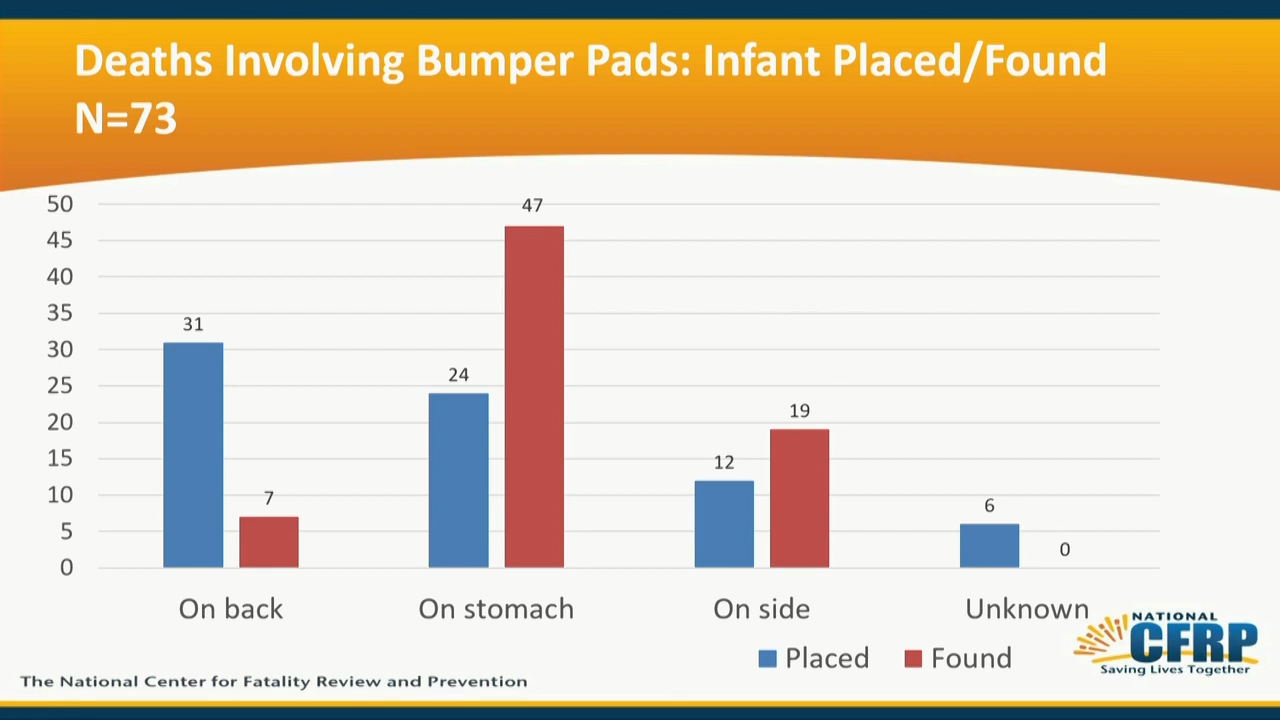 Deaths Involving Bumper Pads: Infant Placed/Found
N=73
50
45
40
35
30
25
20
15
10
5
0
31
7
24
47
12
19
6
0
On back
On stomach
On side
Unknown
Placed
Found
NATIONAL
CFRP
Saving Lives Together
The National Center for Fatality Review and Prevention